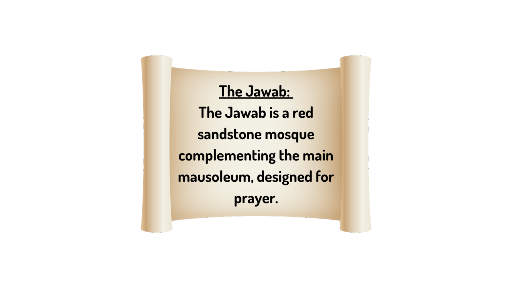 The Jawab:
The Jawab is a red
sandstone mosque
complementing the main
mausoleum, designed for
prayer.